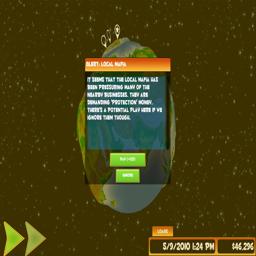 ALERT: LOCAL MAFIA
IT SEEMS THAT THE LOCAL MAFIA HAS
BEEN PRESSURING MANY OF THE
NEARBY BUSINESSES. THEY ARE
DEMANDING 'PROTECTION' MONEY.
THERE'S A POTENTIAL PLAY HERE IF WE
IGNORE THEM THOUGH.
IGNORE
LOANS
5/9/2010 1:24 PM
$46,296